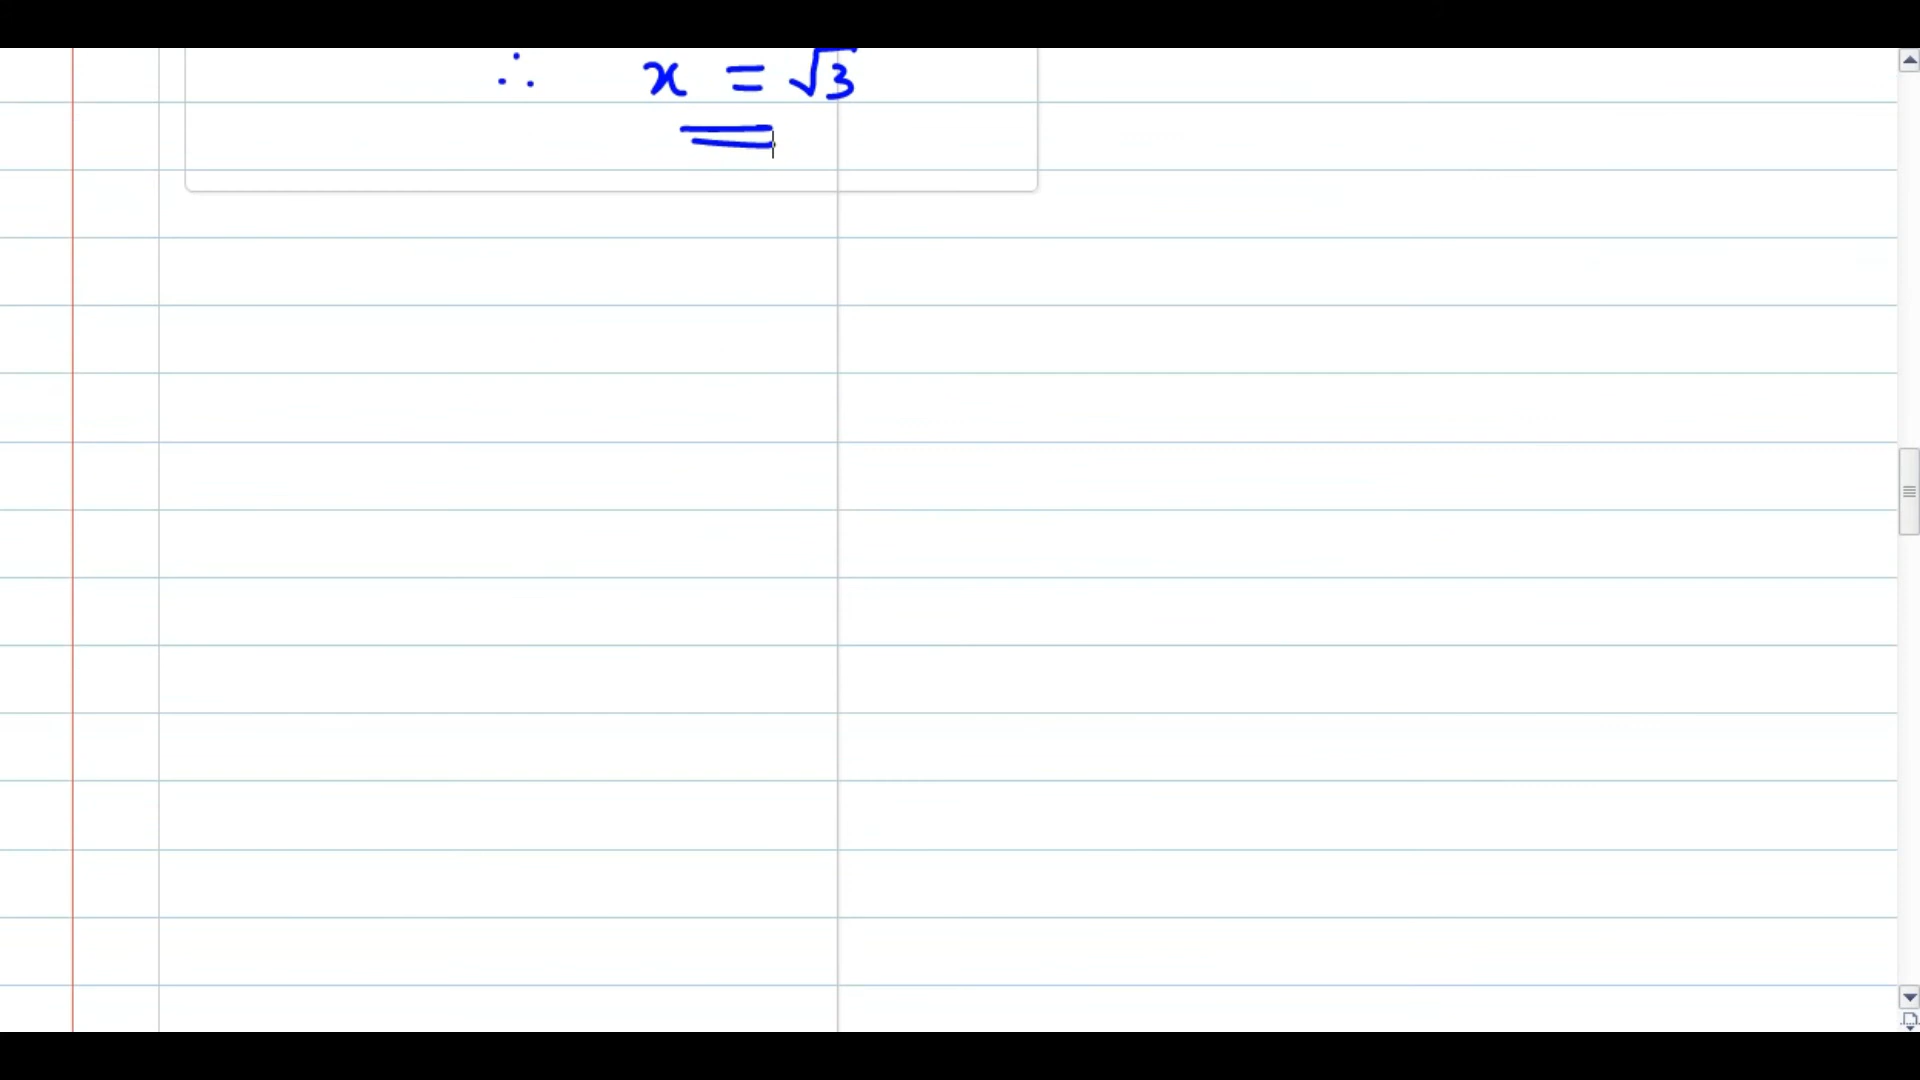 ∴ x = √3